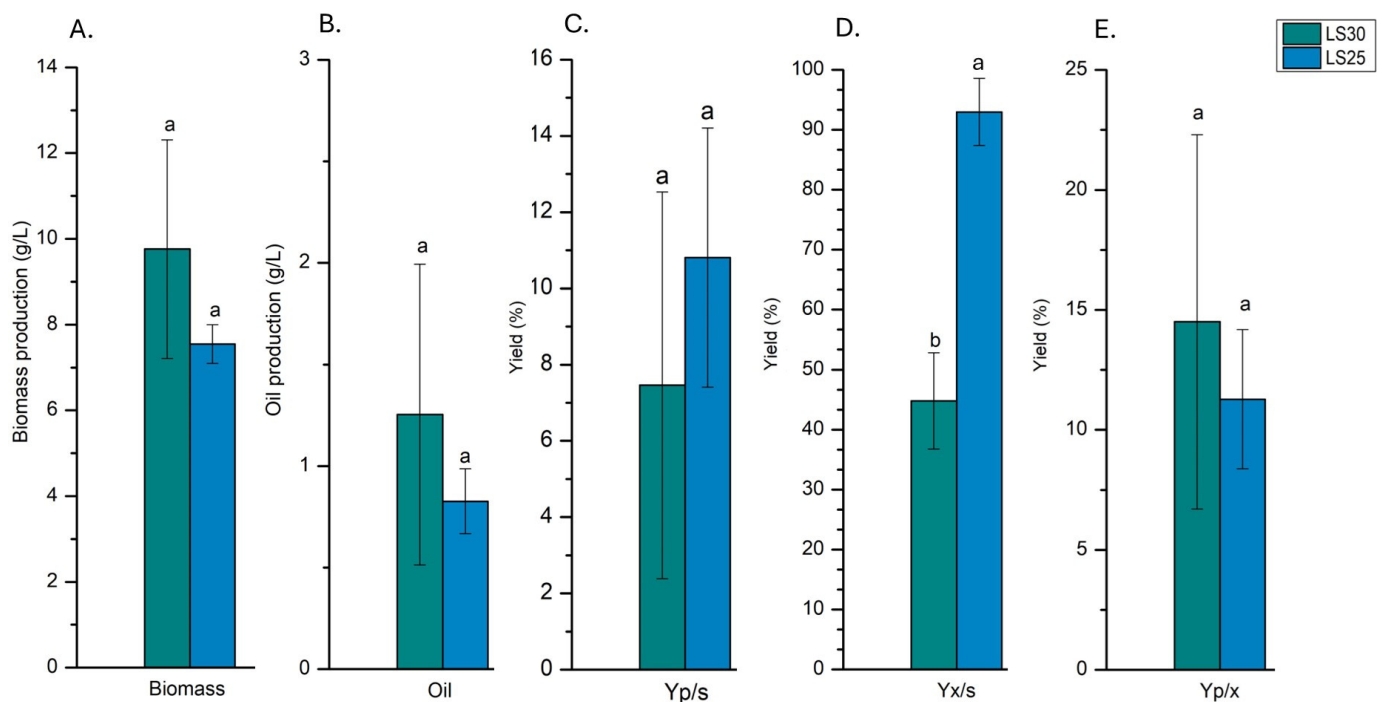 A.
B.
C.
D.
E.
LS30
LS25
14
12
10
8
6
4
2
0
Biomass production (g/L)
a
a
Biomass
3
2
1
0
Oil production (g/L)
a
a
Oil
16
14
12
10
8
6
4
2
0
Yield (%)
a
a
Yp/s
100
90
80
70
60
50
40
30
20
10
0
Yield (%)
b
a
Yx/s
25
20
15
10
5
0
Yield (%)
a
a
Yp/x